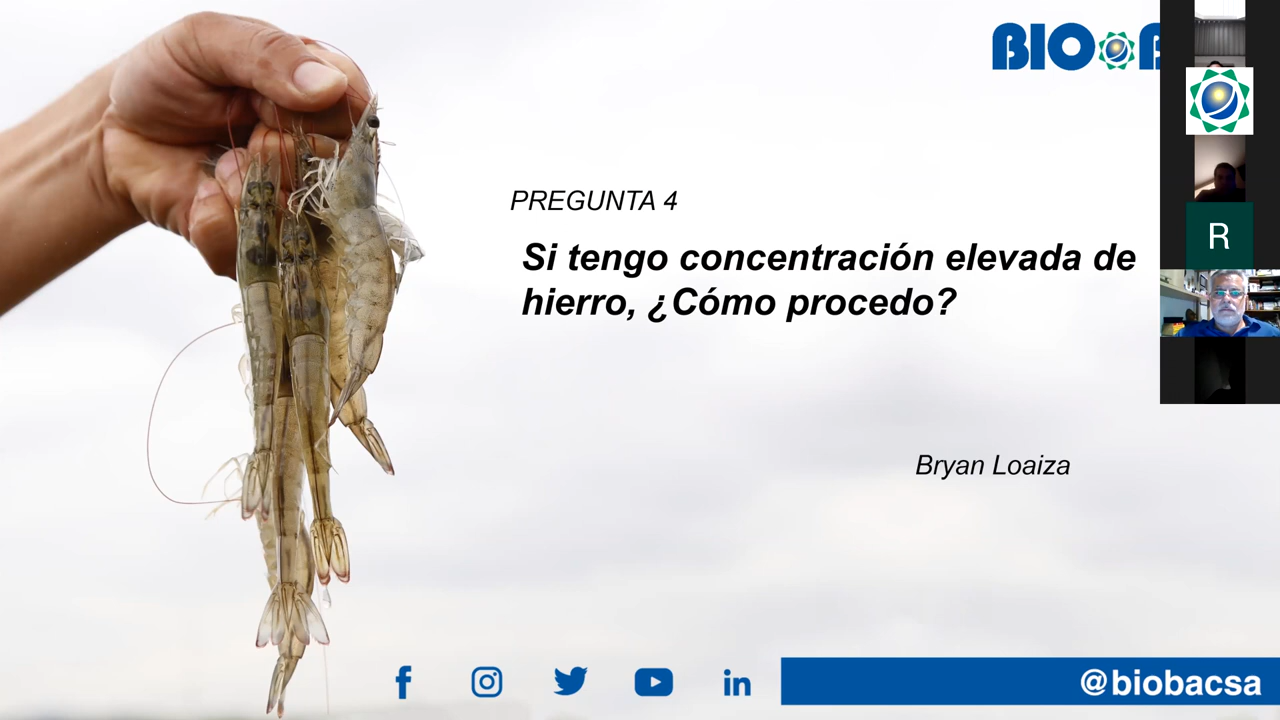 BIO
PREGUNTA 4
Si tengo concentración elevada de
hierro, ¿Cómo procedo?
R
Bryan Loaiza
@biobacsa